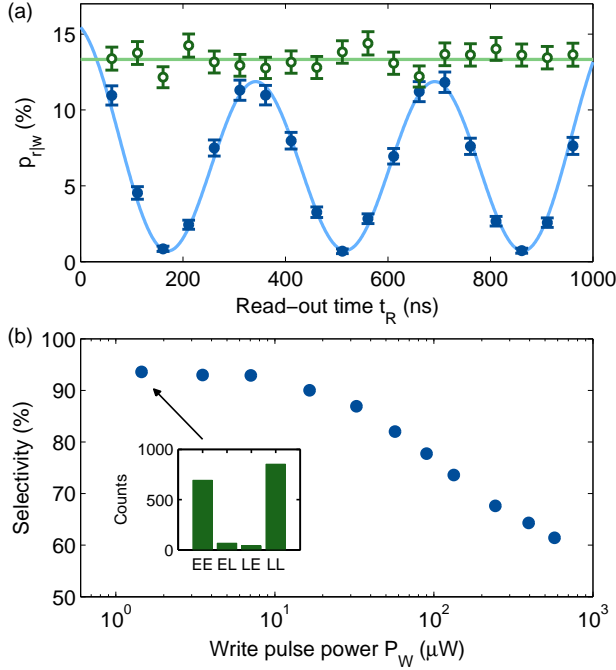 (a)
15
10
5
0
p_r|w (%)
0 200 400 600 800 1000
Read-out time t_R (ns)
(b)
100
90
80
70
60
50
Selectivity (%)
1000
500
0
Counts
EE EL LE LL
10^0 10^1 10^2 10^3
Write pulse power P_W (μW)